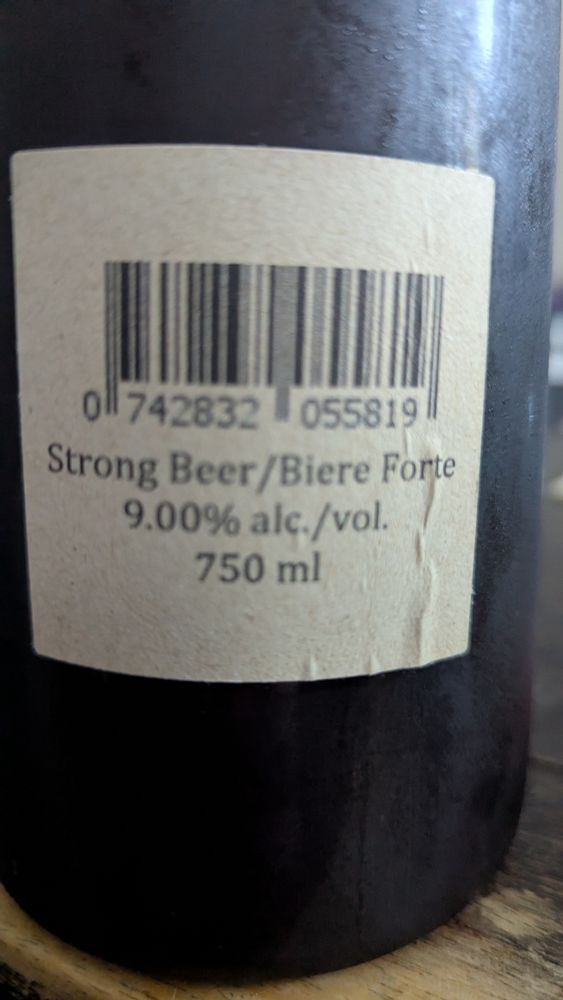 0 742832 055819
Strong Beer/Biere Forte
9.00% alc./vol.
750 ml